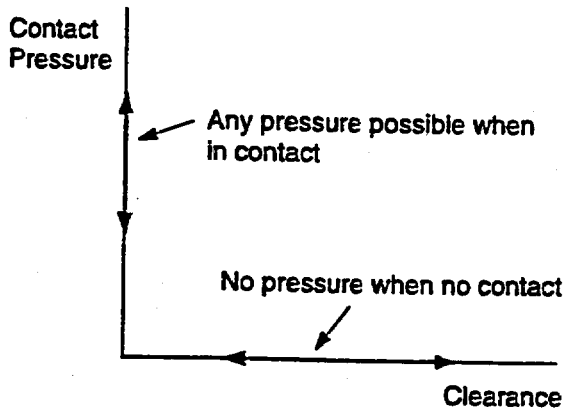 Contact
Pressure
Any pressure possible when
in contact
No pressure when no contact
Clearance